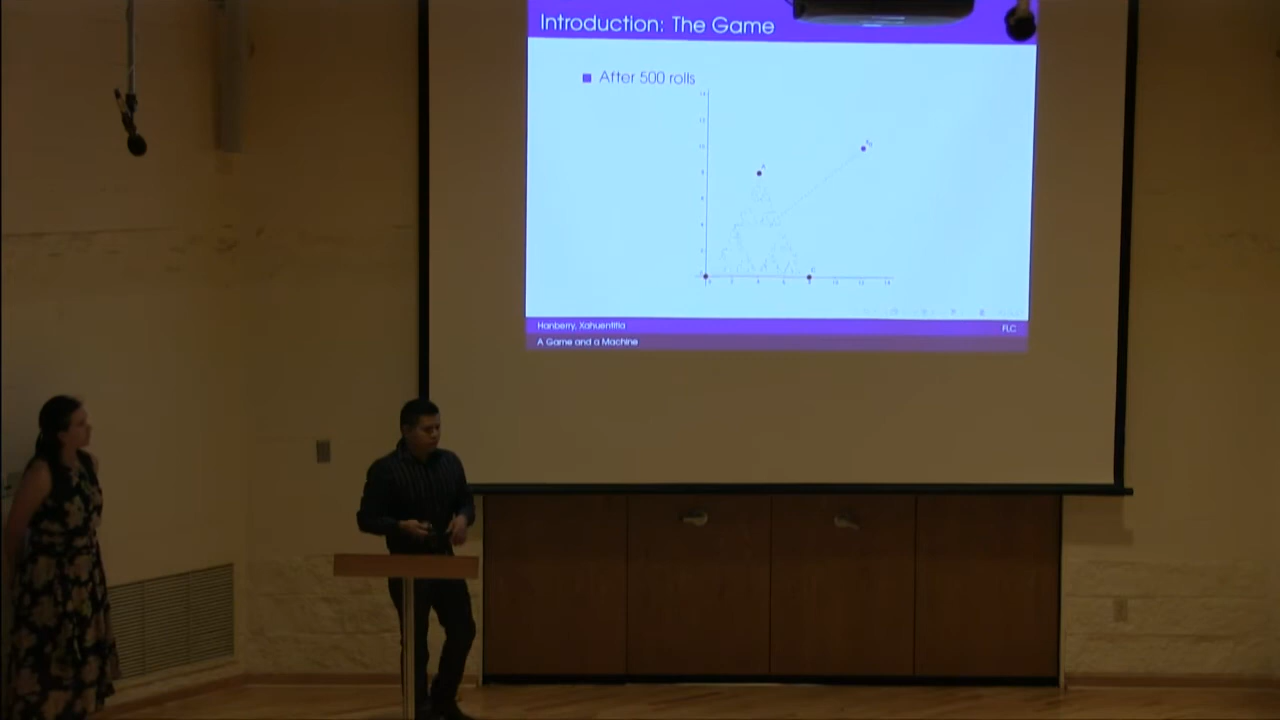 Introduction: The Game
After 500 rolls
Hanberry, Xahuentitla
FLC
A Game and a Machine